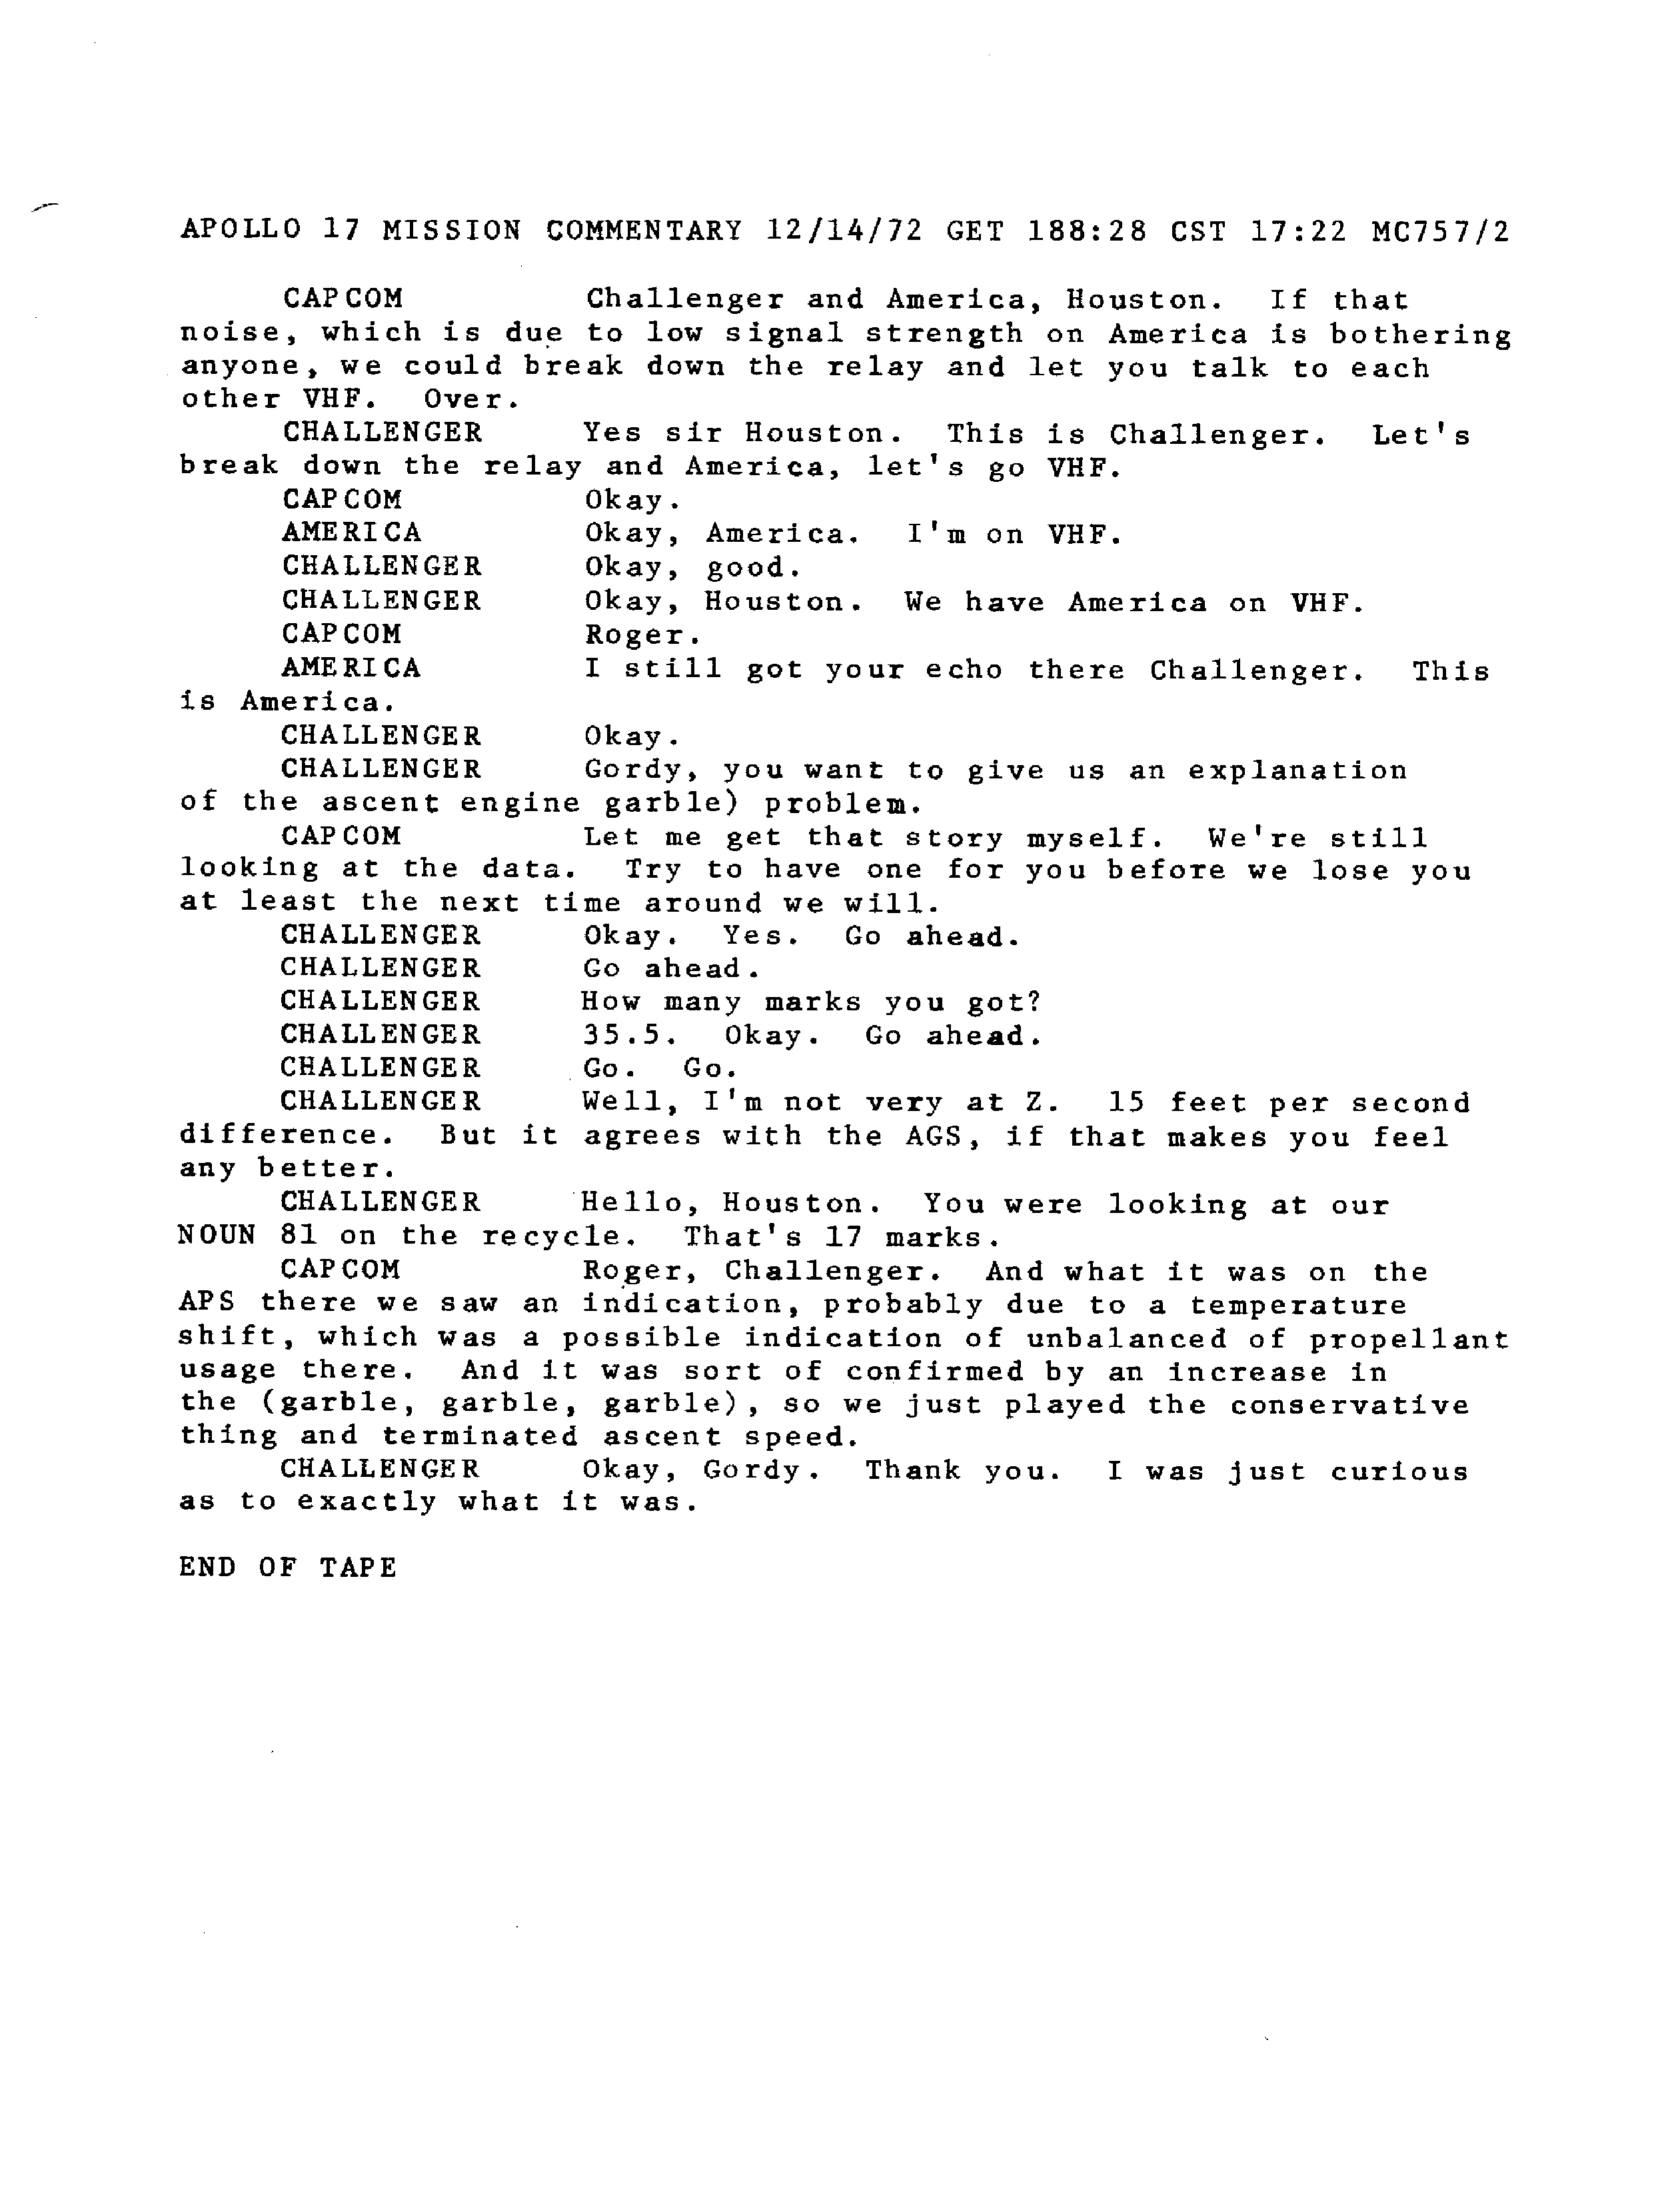 APOLLO 17 MISSION COMMENTARY 12/14/72 GET 188:28 CST 17:22 MC757/2
CAPCOM Challenger and America, Houston. If that
noise, which is due to low signal strength on America is bothering
anyone, we could break down the relay and let you talk to each
other VHF. Over.
CHALLENGER Yes sir Houston. This is Challenger. Let's
break down the relay and America, let's go VHF.
CAPCOM Okay.
AMERICA Okay, America. I'm on VHF.
CHALLENGER Okay, good.
CHALLENGER Okay, Houston. We have America on VHF.
CAPCOM Roger.
AMERICA I still got your echo there Challenger. This
is America.
CHALLENGER Okay.
CHALLENGER Gordy, you want to give us an explanation
of the ascent engine garble) problem.
CAPCOM Let me get that story myself. We're still
looking at the data. Try to have one for you before we lose you
at least the next time around we will.
CHALLENGER Okay. Yes. Go ahead.
CHALLENGER Go ahead.
CHALLENGER How many marks you got?
CHALLENGER 35.5. Okay. Go ahead.
CHALLENGER Go. Go.
CHALLENGER Well, I'm not very at Z. 15 feet per second
difference. But it agrees with the AGS, if that makes you feel
any better.
CHALLENGER Hello, Houston. You were looking at our
NOUN 81 on the recycle. That's 17 marks.
CAPCOM Roger, Challenger. And what it was on the
APS there we saw an indication, probably due to a temperature
shift, which was a possible indication of unbalanced of propellant
usage there. And it was sort of confirmed by an increase in
the (garble, garble, garble), so we just played the conservative
thing and terminated ascent speed.
CHALLENGER Okay, Gordy. Thank you. I was just curious
as to exactly what it was.
END OF TAPE